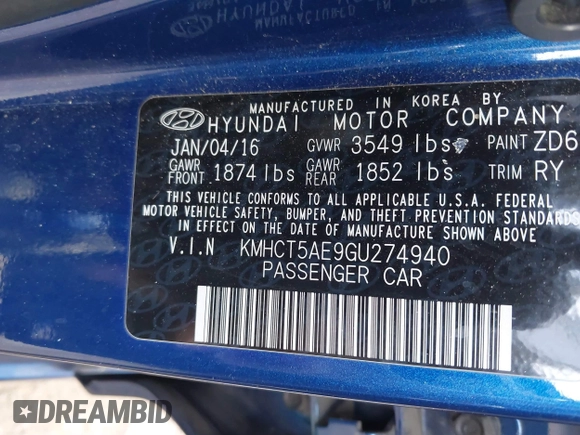 MANUFACTURED IN KOREA BY
HYUNDAI MOTOR COMPANY
JAN/04/16 GVWR 3549 lbs PAINT ZD6
GAWR FRONT 1874 lbs GAWR REAR 1852 lbs TRIM RY
THIS VEHICLE CONFORMS TO ALL APPLICABLE U.S.A. FEDERAL
MOTOR VEHICLE SAFETY, BUMPER, AND THEFT PREVENTION STANDARDS
IN EFFECT ON THE DATE OF MANUFACTURE SHOWN ABOVE.
V.I.N KMHCT5AE9GU274940
PASSENGER CAR
DREAMBID